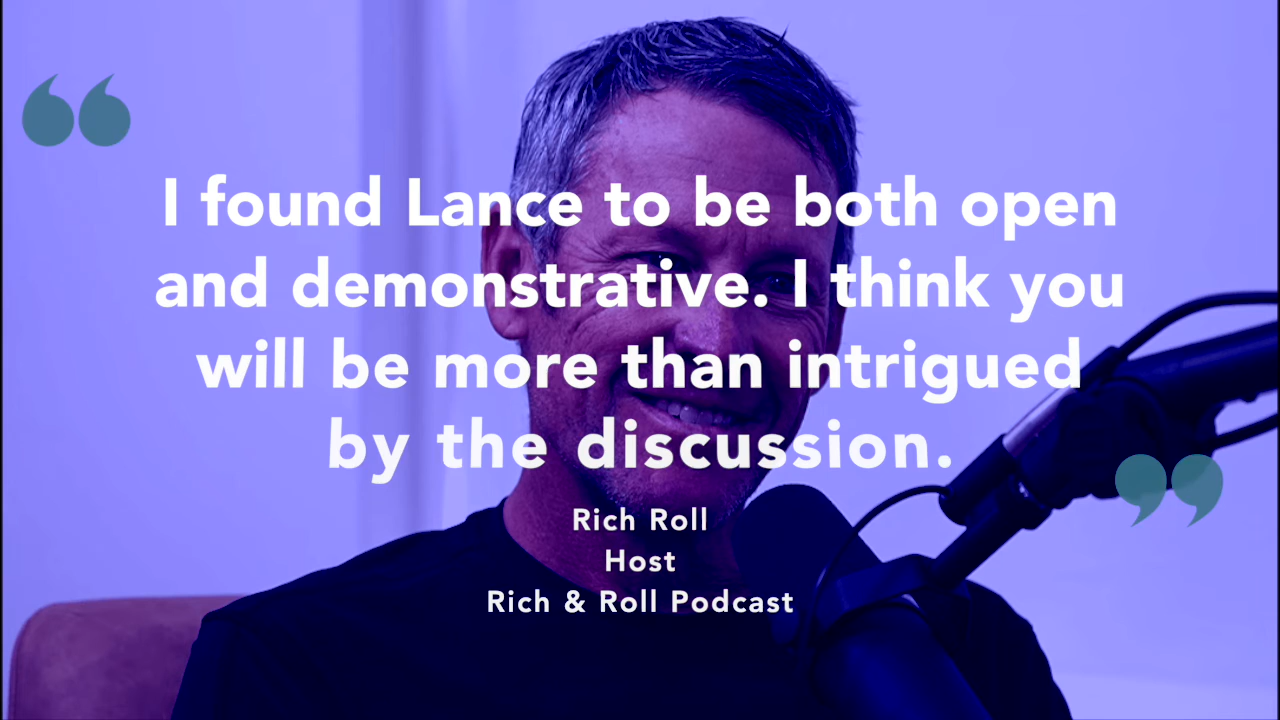 “
I found Lance to be both open
and demonstrative. I think you
will be more than intrigued
by the discussion.
”
Rich Roll
Host
Rich & Roll Podcast